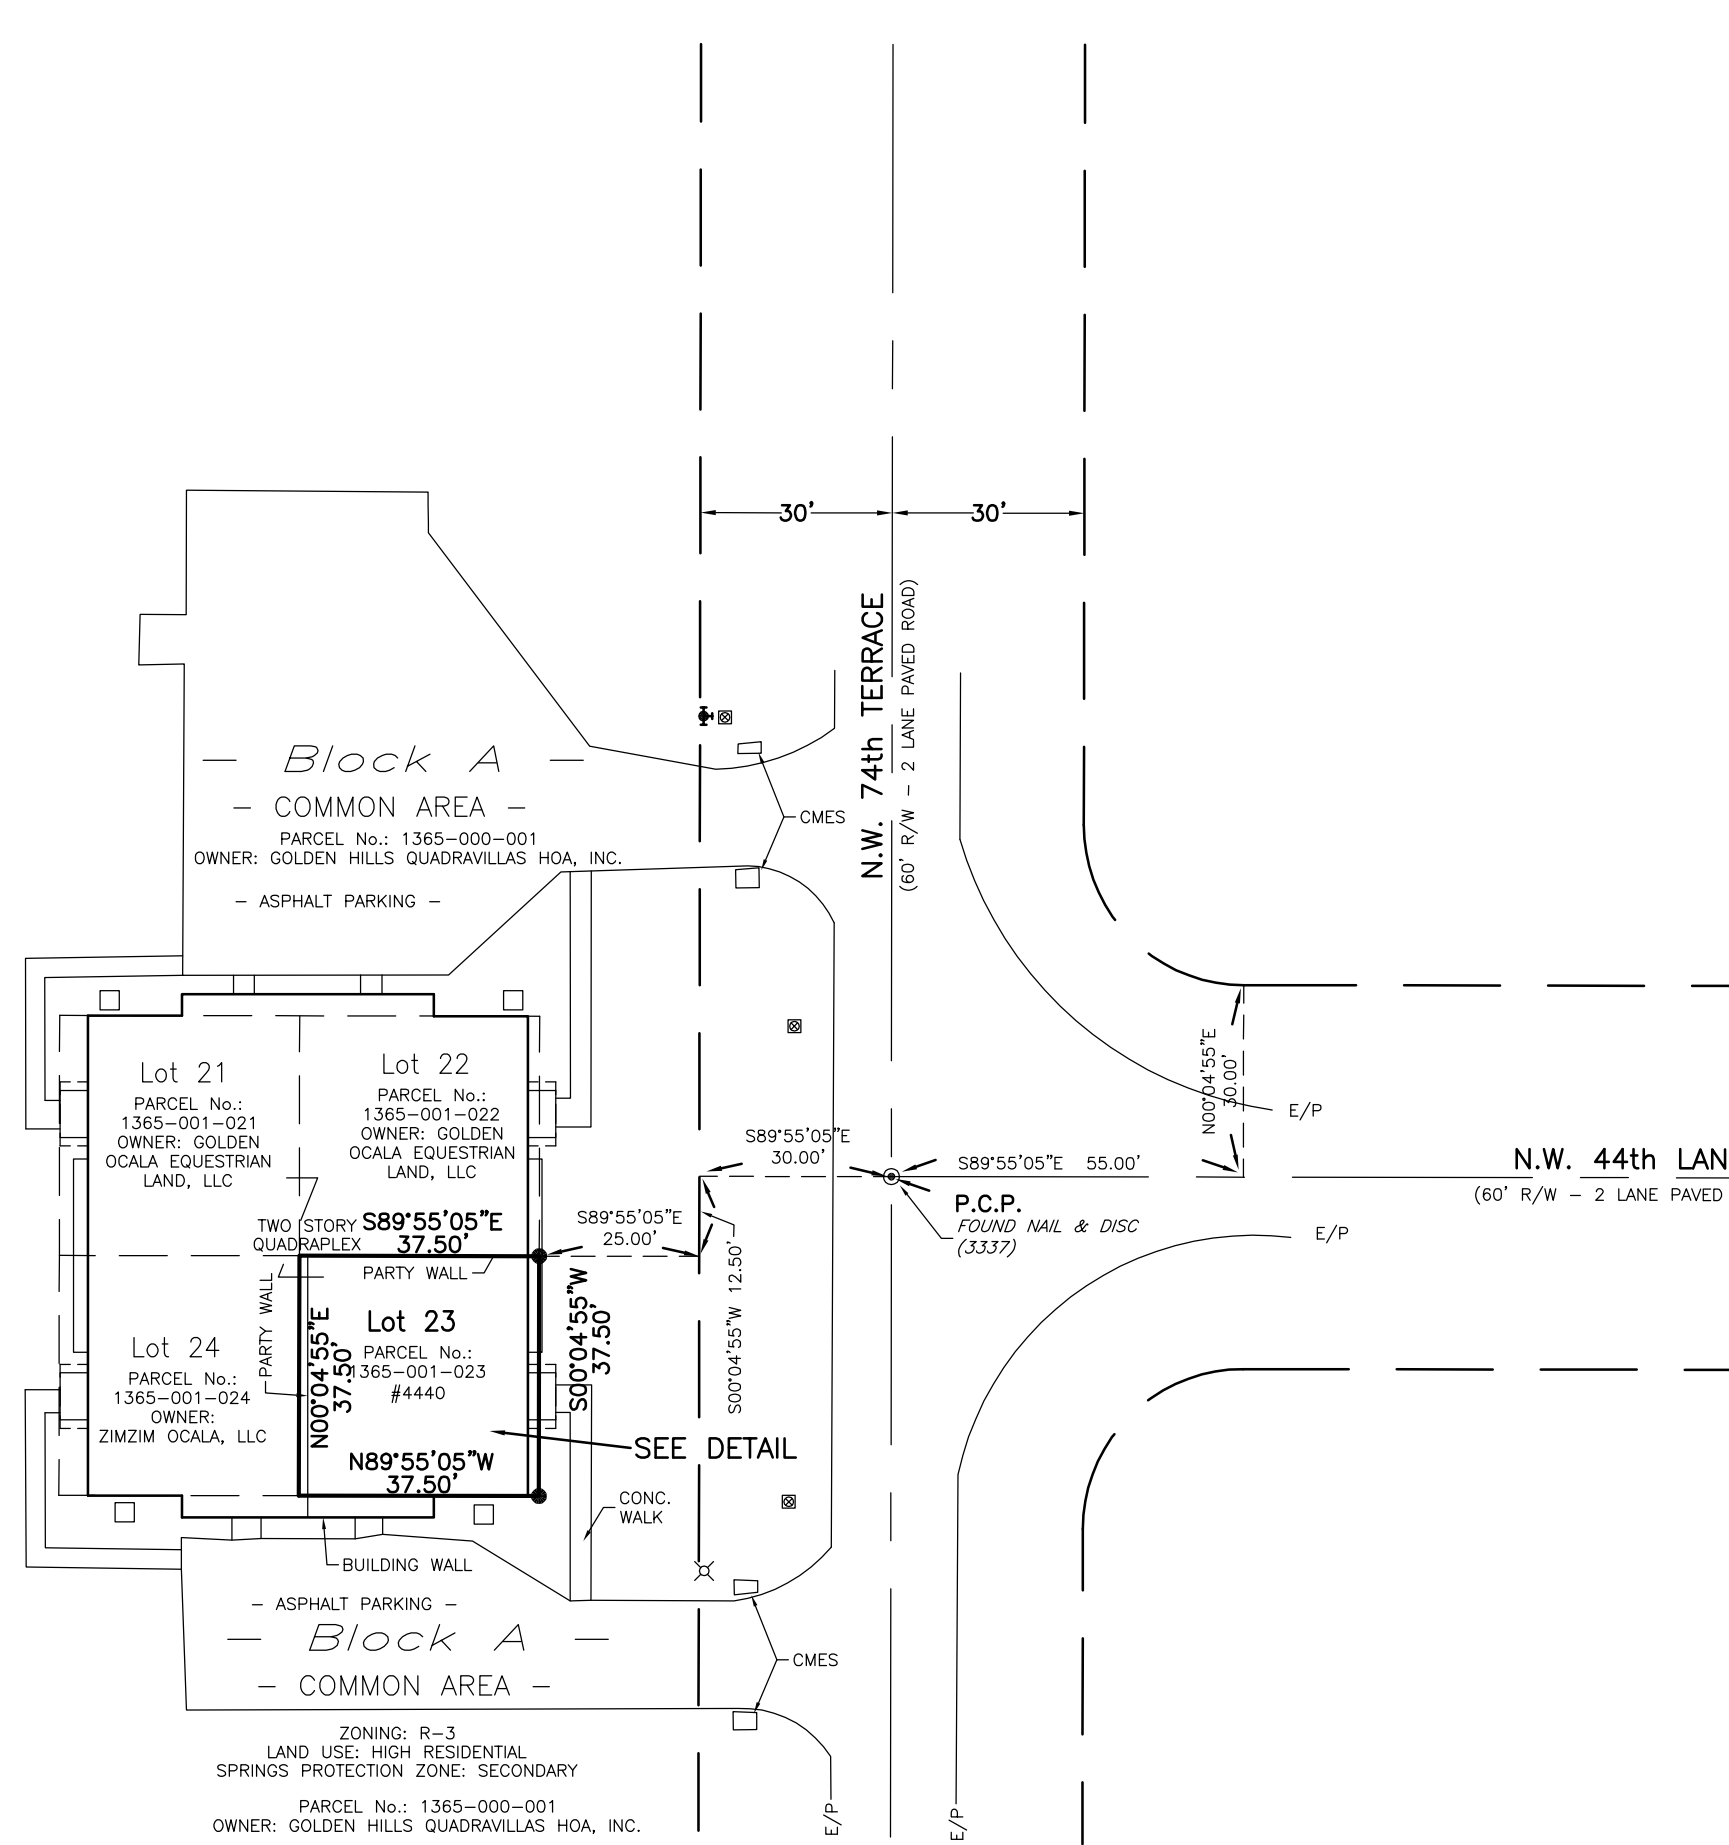 30'
30'
N.W. 74th TERRACE
(60' R/W - 2 LANE PAVED ROAD)
- Block A -
- COMMON AREA -
PARCEL No.: 1365-000-001
OWNER: GOLDEN HILLS QUADRAVILLAS HOA, INC.
- ASPHALT PARKING -
CMES
Lot 21
PARCEL No.:
1365-001-021
OWNER: GOLDEN
OCALA EQUESTRIAN
LAND, LLC
Lot 22
PARCEL No.:
1365-001-022
OWNER: GOLDEN
OCALA EQUESTRIAN
LAND, LLC
N00°04'55"E
30.00'
E/P
S89°55'05"E
30.00'
S89°55'05"E 55.00'
N.W. 44th LAN
(60' R/W - 2 LANE PAVED
P.C.P.
FOUND NAIL & DISC
(3337)
E/P
TWO STORY
QUADRAPLEX
S89°55'05"E
37.50'
S89°55'05"E
25.00'
S00°04'55"W 12.50'
PARTY WALL
PARTY WALL
Lot 23
PARCEL No.:
1365-001-023
#4440
N00°04'55"E
37.50'
S00°04'55"W
37.50'
N89°55'05"W
37.50'
Lot 24
PARCEL No.:
1365-001-024
OWNER:
ZIMZIM OCALA, LLC
SEE DETAIL
CONC.
WALK
BUILDING WALL
- ASPHALT PARKING -
- Block A -
- COMMON AREA -
CMES
ZONING: R-3
LAND USE: HIGH RESIDENTIAL
SPRINGS PROTECTION ZONE: SECONDARY
PARCEL No.: 1365-000-001
OWNER: GOLDEN HILLS QUADRAVILLAS HOA, INC.
E/P
E/P